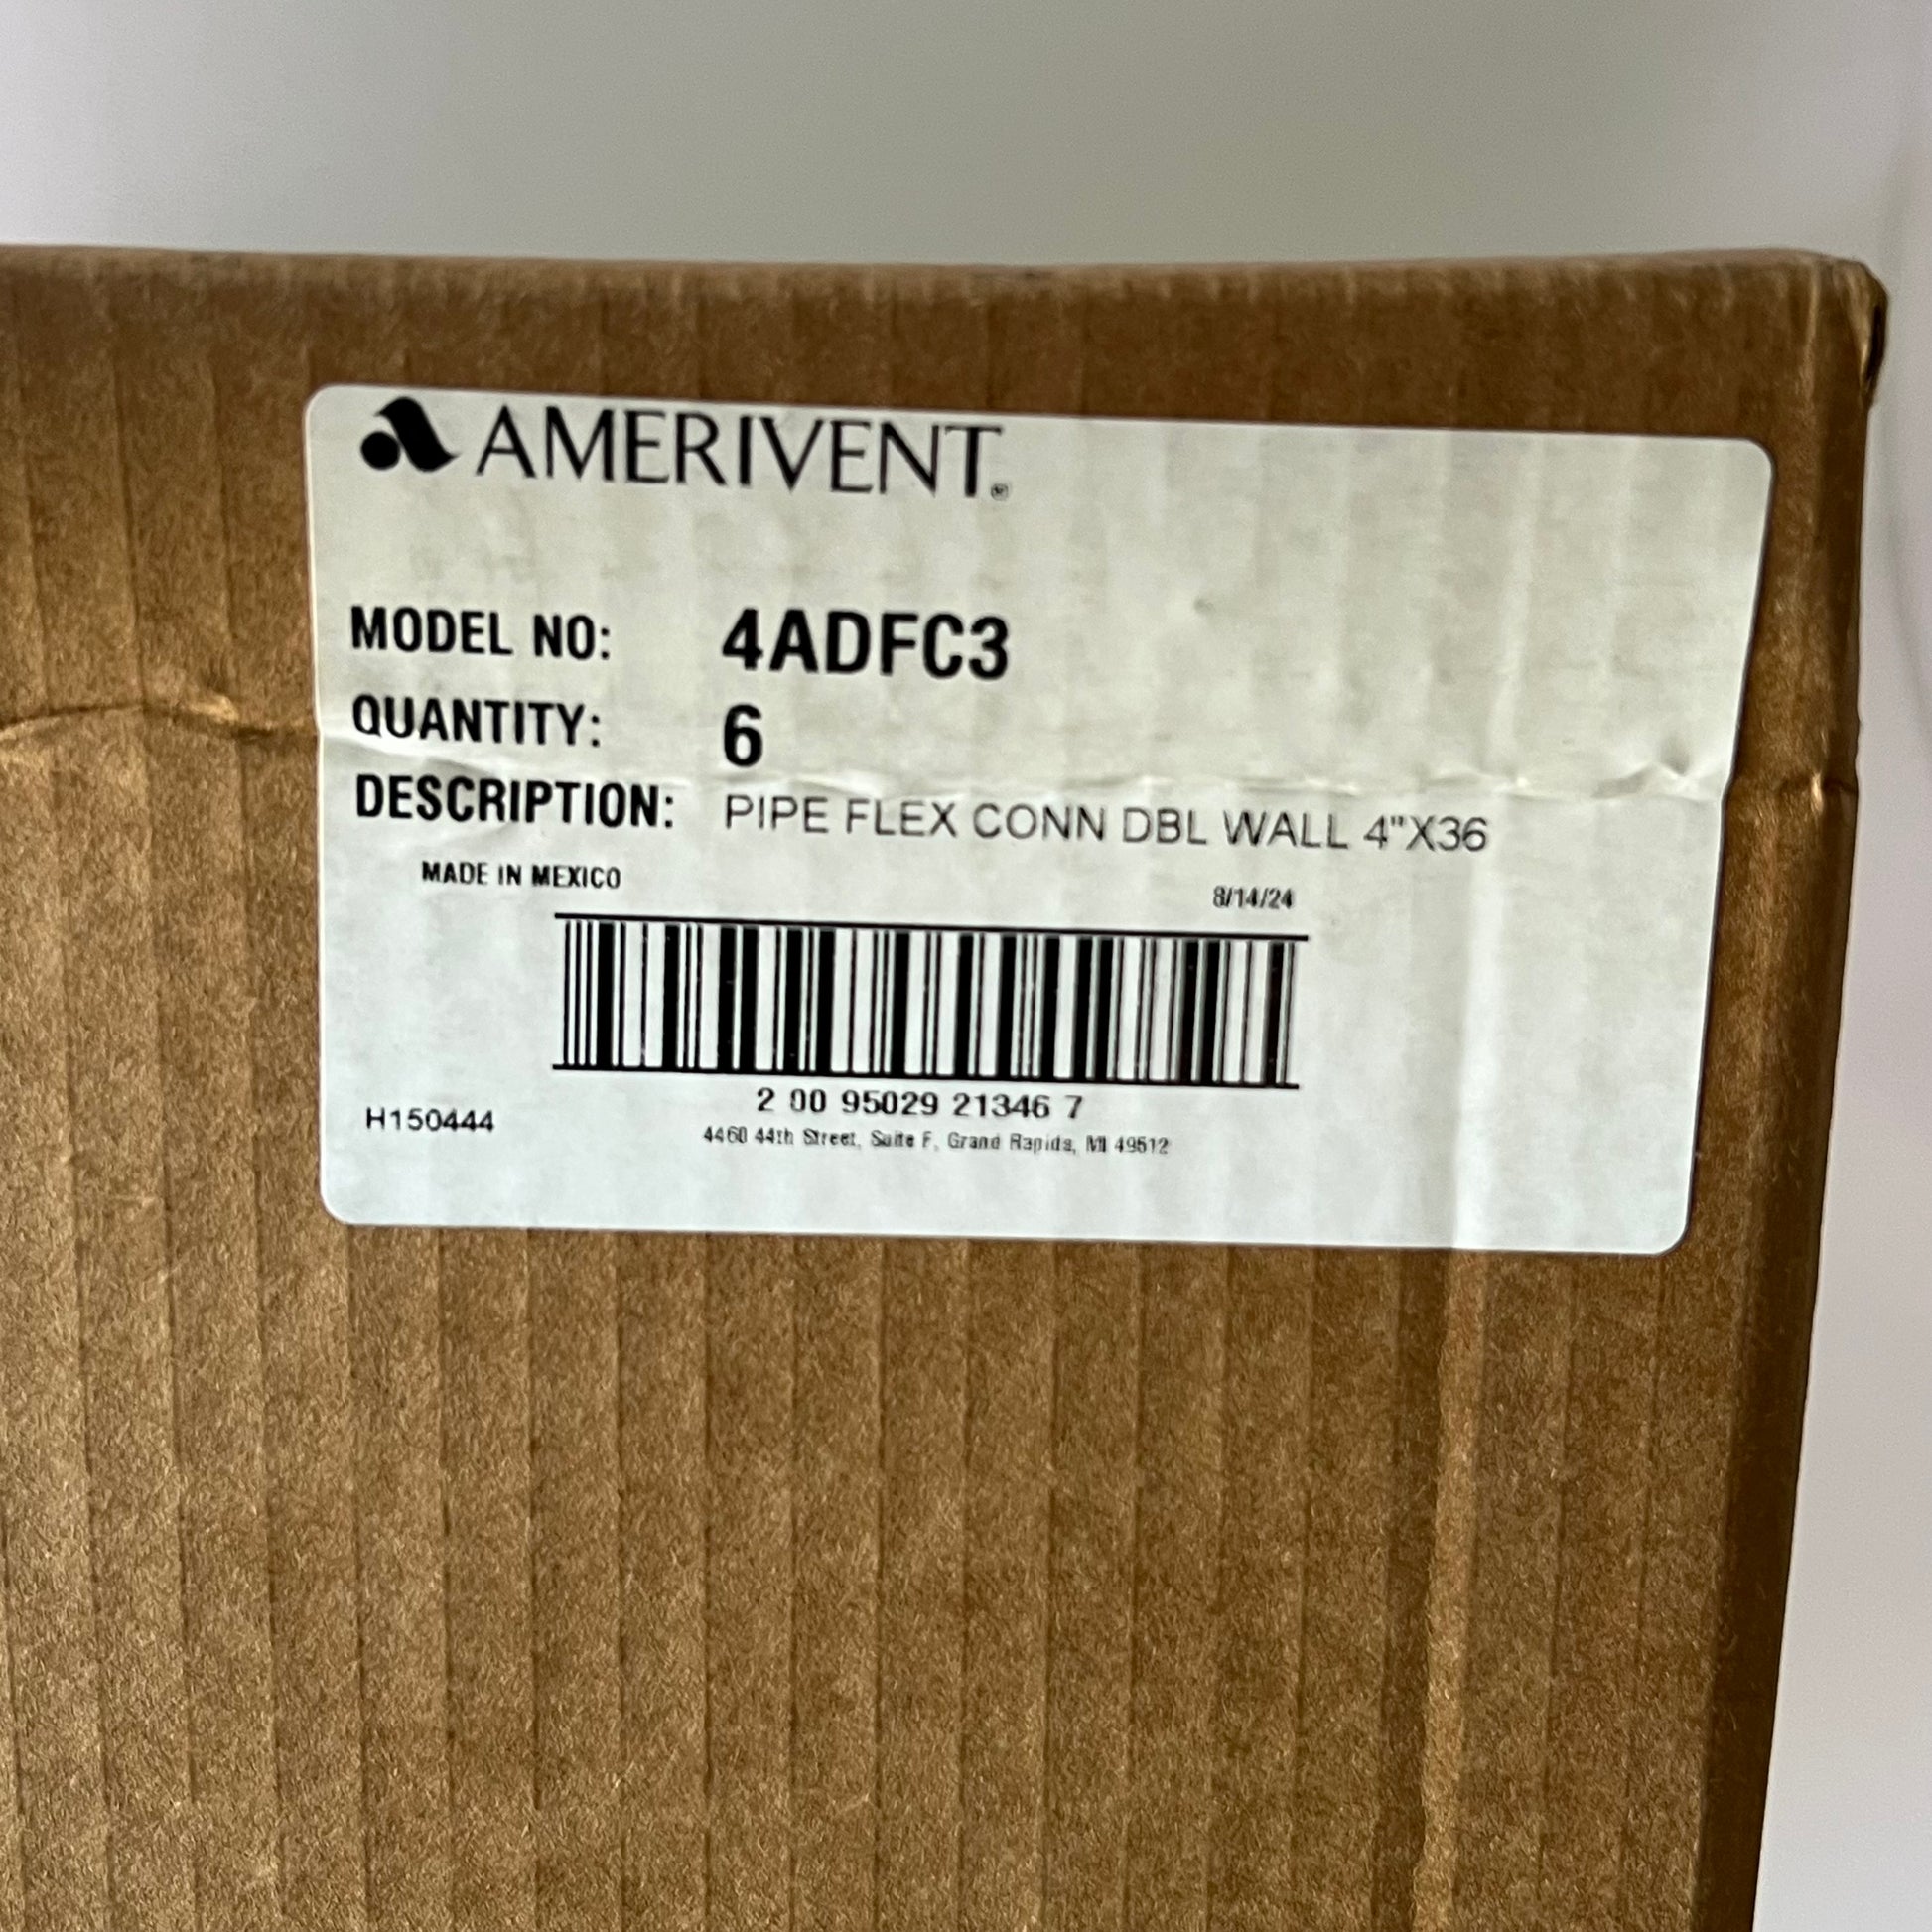 AMERIVENT®
MODEL NO: 4ADFC3
QUANTITY: 6
DESCRIPTION: PIPE FLEX CONN DBL WALL 4"X36
MADE IN MEXICO
8/14/24
2 00 95029 21346 7
H150444
4460 44th Street, Suite F, Grand Rapids, MI 49512